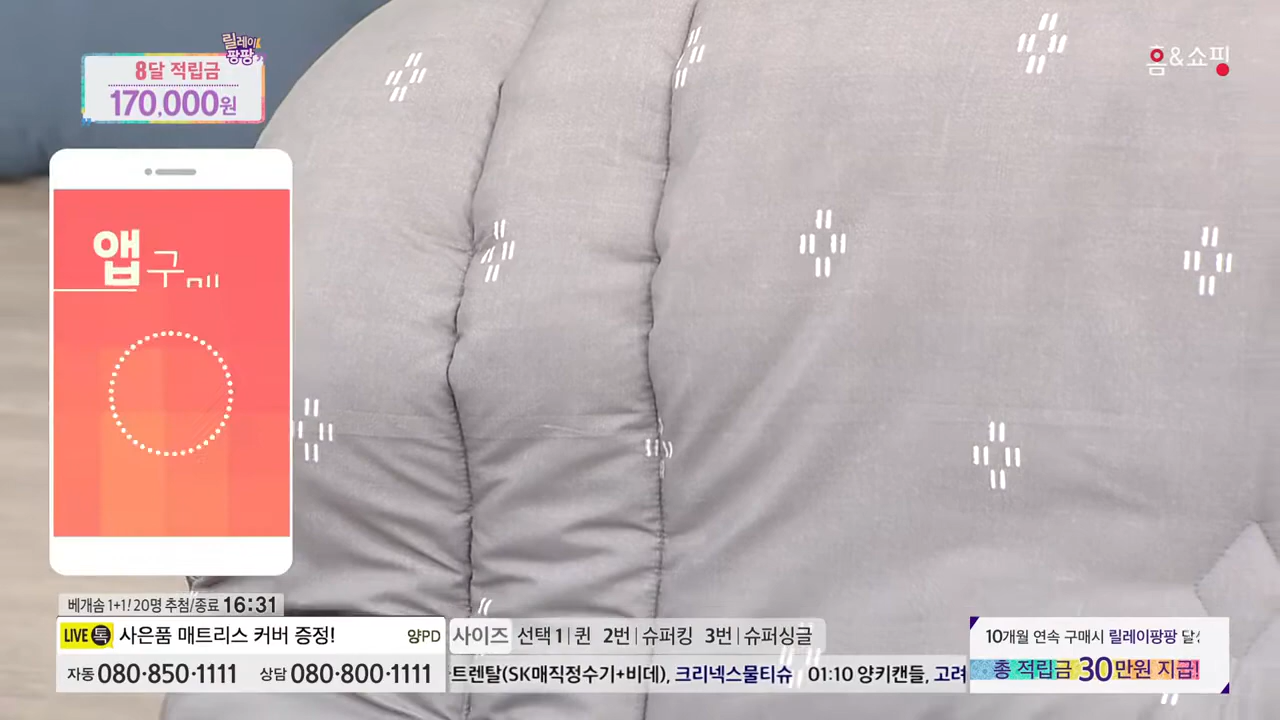 릴레이
팡팡
8달 적립금
170,000원
홈&쇼핑
앱구매
베개솜 1+1! 20명 추첨/종료 16:31
LIVE 톡 사은품 매트리스 커버 증정! 양PD
자동 080·850·1111 상담 080·800·1111
사이즈 선택 1|퀸 2번|슈퍼킹 3번|슈퍼싱글
트렌탈(SK매직정수기+비데), 크리넥스물티슈 01:10 양키캔들, 고려
10개월 연속 구매시 릴레이팡팡 달
총 적립금 30만원 지급!